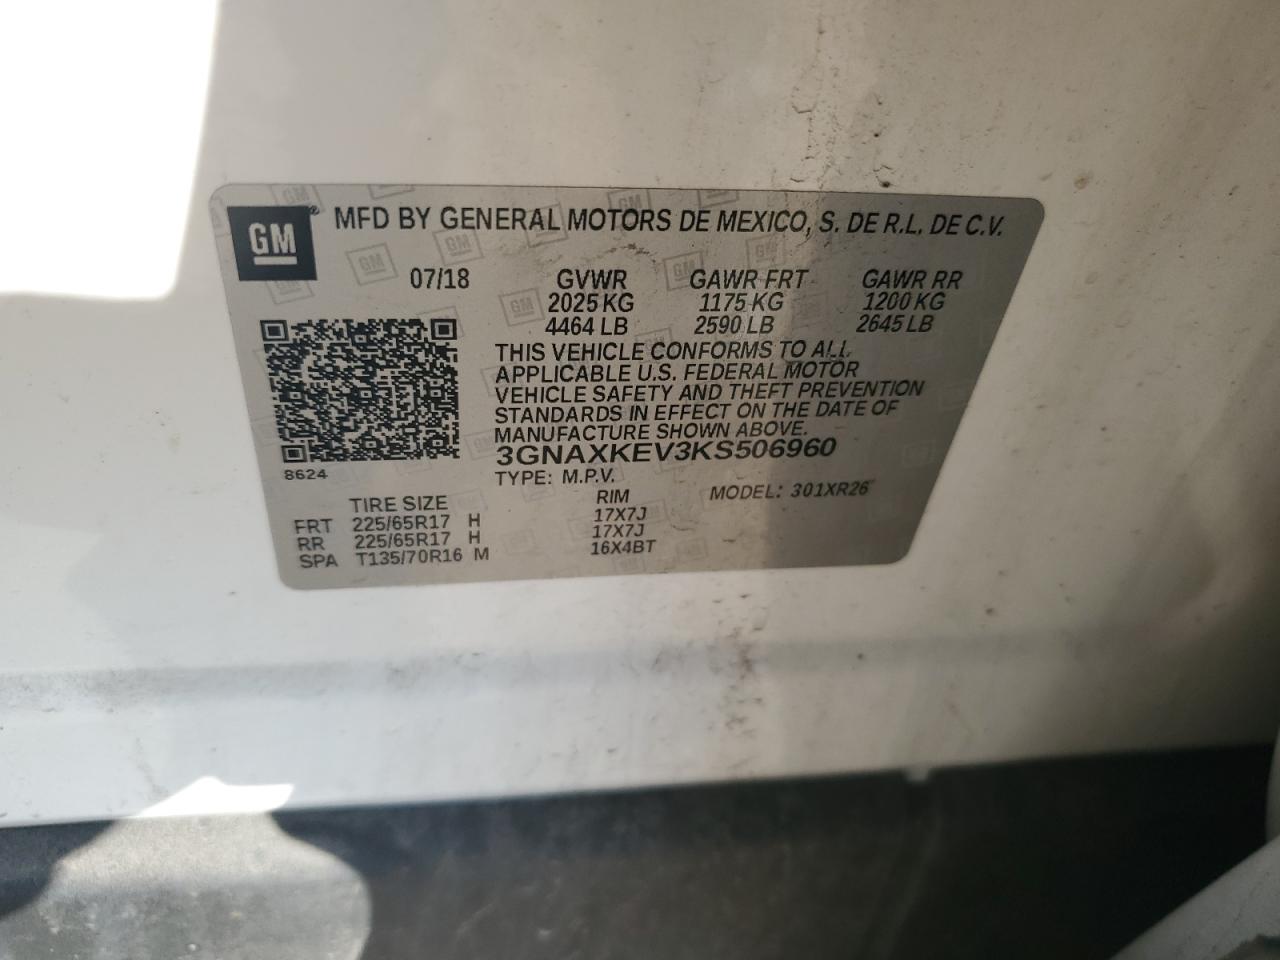 GM
MFD BY GENERAL MOTORS DE MEXICO, S. DE R.L. DE C.V.
07/18 GVWR GAWR FRT GAWR RR
2025 KG 1175 KG 1200 KG
4464 LB 2590 LB 2645 LB
THIS VEHICLE CONFORMS TO ALL
APPLICABLE U.S. FEDERAL MOTOR
VEHICLE SAFETY AND THEFT PREVENTION
STANDARDS IN EFFECT ON THE DATE OF
MANUFACTURE SHOWN ABOVE.
3GNAXKEV3KS506960
8624
TYPE: M.P.V.
MODEL: 301XR26
TIRE SIZE RIM
FRT 225/65R17 H 17X7J
RR 225/65R17 H 17X7J
SPA T135/70R16 M 16X4BT